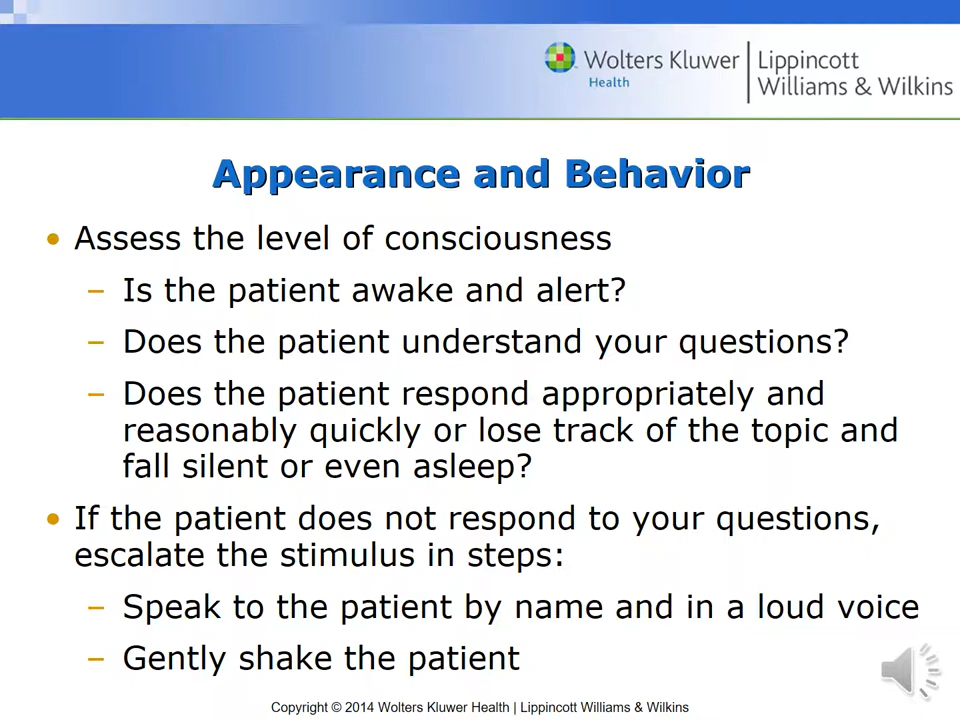 Wolters Kluwer
Health
Lippincott
Williams & Wilkins
Appearance and Behavior
• Assess the level of consciousness
– Is the patient awake and alert?
– Does the patient understand your questions?
– Does the patient respond appropriately and
reasonably quickly or lose track of the topic and
fall silent or even asleep?
• If the patient does not respond to your questions,
escalate the stimulus in steps:
– Speak to the patient by name and in a loud voice
– Gently shake the patient
Copyright © 2014 Wolters Kluwer Health | Lippincott Williams & Wilkins